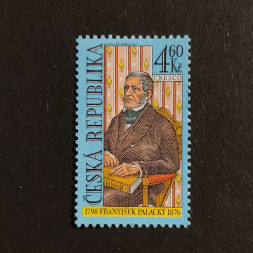 4,60
Kč
UNESCO
ČESKÁ REPUBLIKA
1798 FRANTIŠEK PALACKÝ 1876